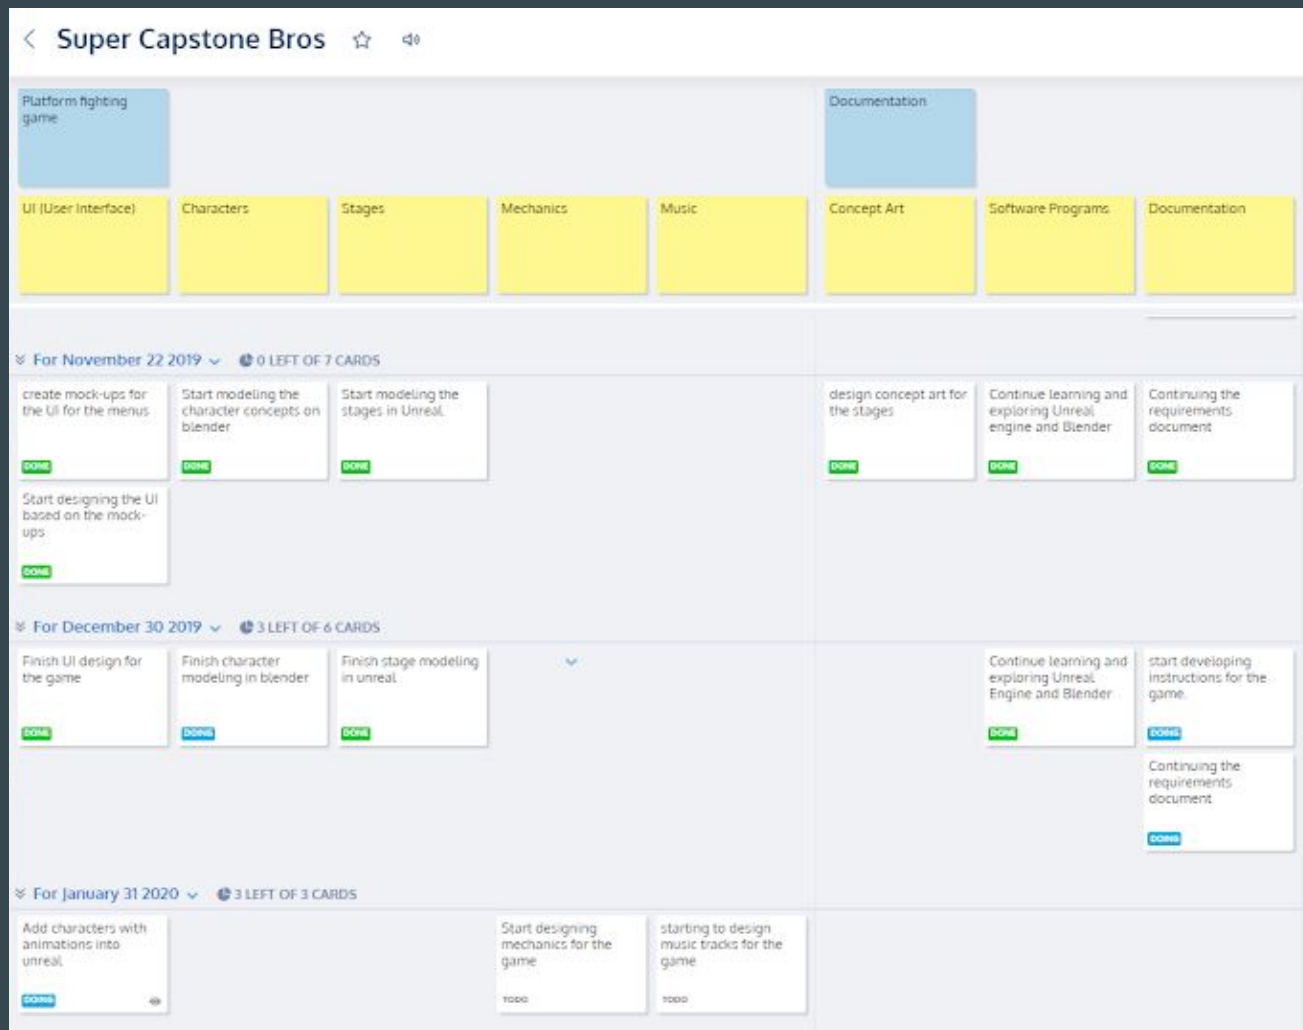 Super Capstone Bros
Platform fighting
game
Documentation
UI (User Interface)
Characters
Stages
Mechanics
Music
Concept Art
Software Programs
Documentation
For November 22 2019
0 LEFT OF 7 CARDS
create mock-ups for
the UI for the menus
DONE
Start modeling the
character concepts on
blender
DONE
Start modeling the
stages in Unreal
DONE
design concept art for
the stages
DONE
Continue learning and
exploring Unreal
engine and Blender
DONE
Continuing the
requirements
document
DONE
Start designing the UI
based on the mock-
ups
DONE
For December 30 2019
3 LEFT OF 6 CARDS
Finish UI design for
the game
DONE
Finish character
modeling in blender
DOING
Finish stage modeling
in unreal
DONE
Continue learning and
exploring Unreal
Engine and Blender
DONE
start developing
instructions for the
game.
DOING
Continuing the
requirements
document
DOING
For January 31 2020
3 LEFT OF 3 CARDS
Add characters with
animations into
unreal
DOING
Start designing
mechanics for the
game
TODO
starting to design
music tracks for the
game
TODO